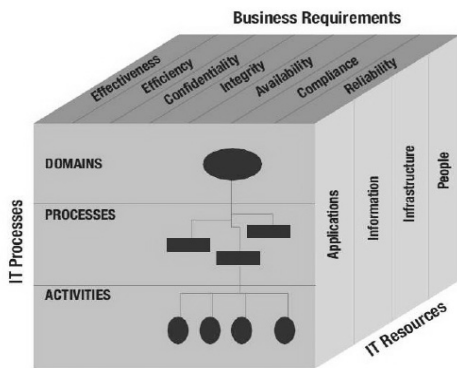 Business Requirements
Effectiveness
Efficiency
Confidentiality
Integrity
Availability
Compliance
Reliability
IT Processes
DOMAINS
PROCESSES
ACTIVITIES
Applications
Information
Infrastructure
People
IT Resources